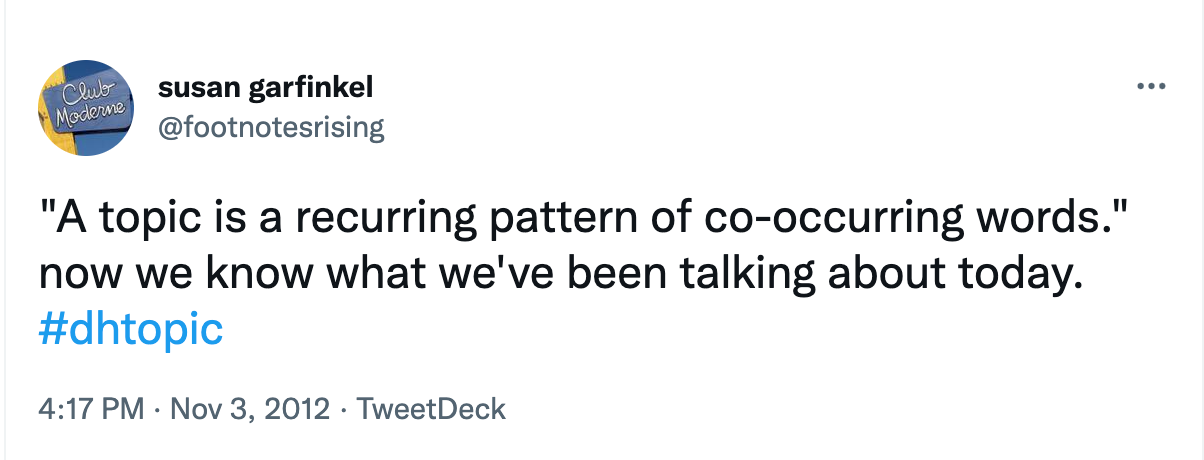 Club
Moderne
susan garfinkel
@footnotesrising
"A topic is a recurring pattern of co-occurring words."
now we know what we've been talking about today.
#dhtopic
4:17 PM · Nov 3, 2012 · TweetDeck